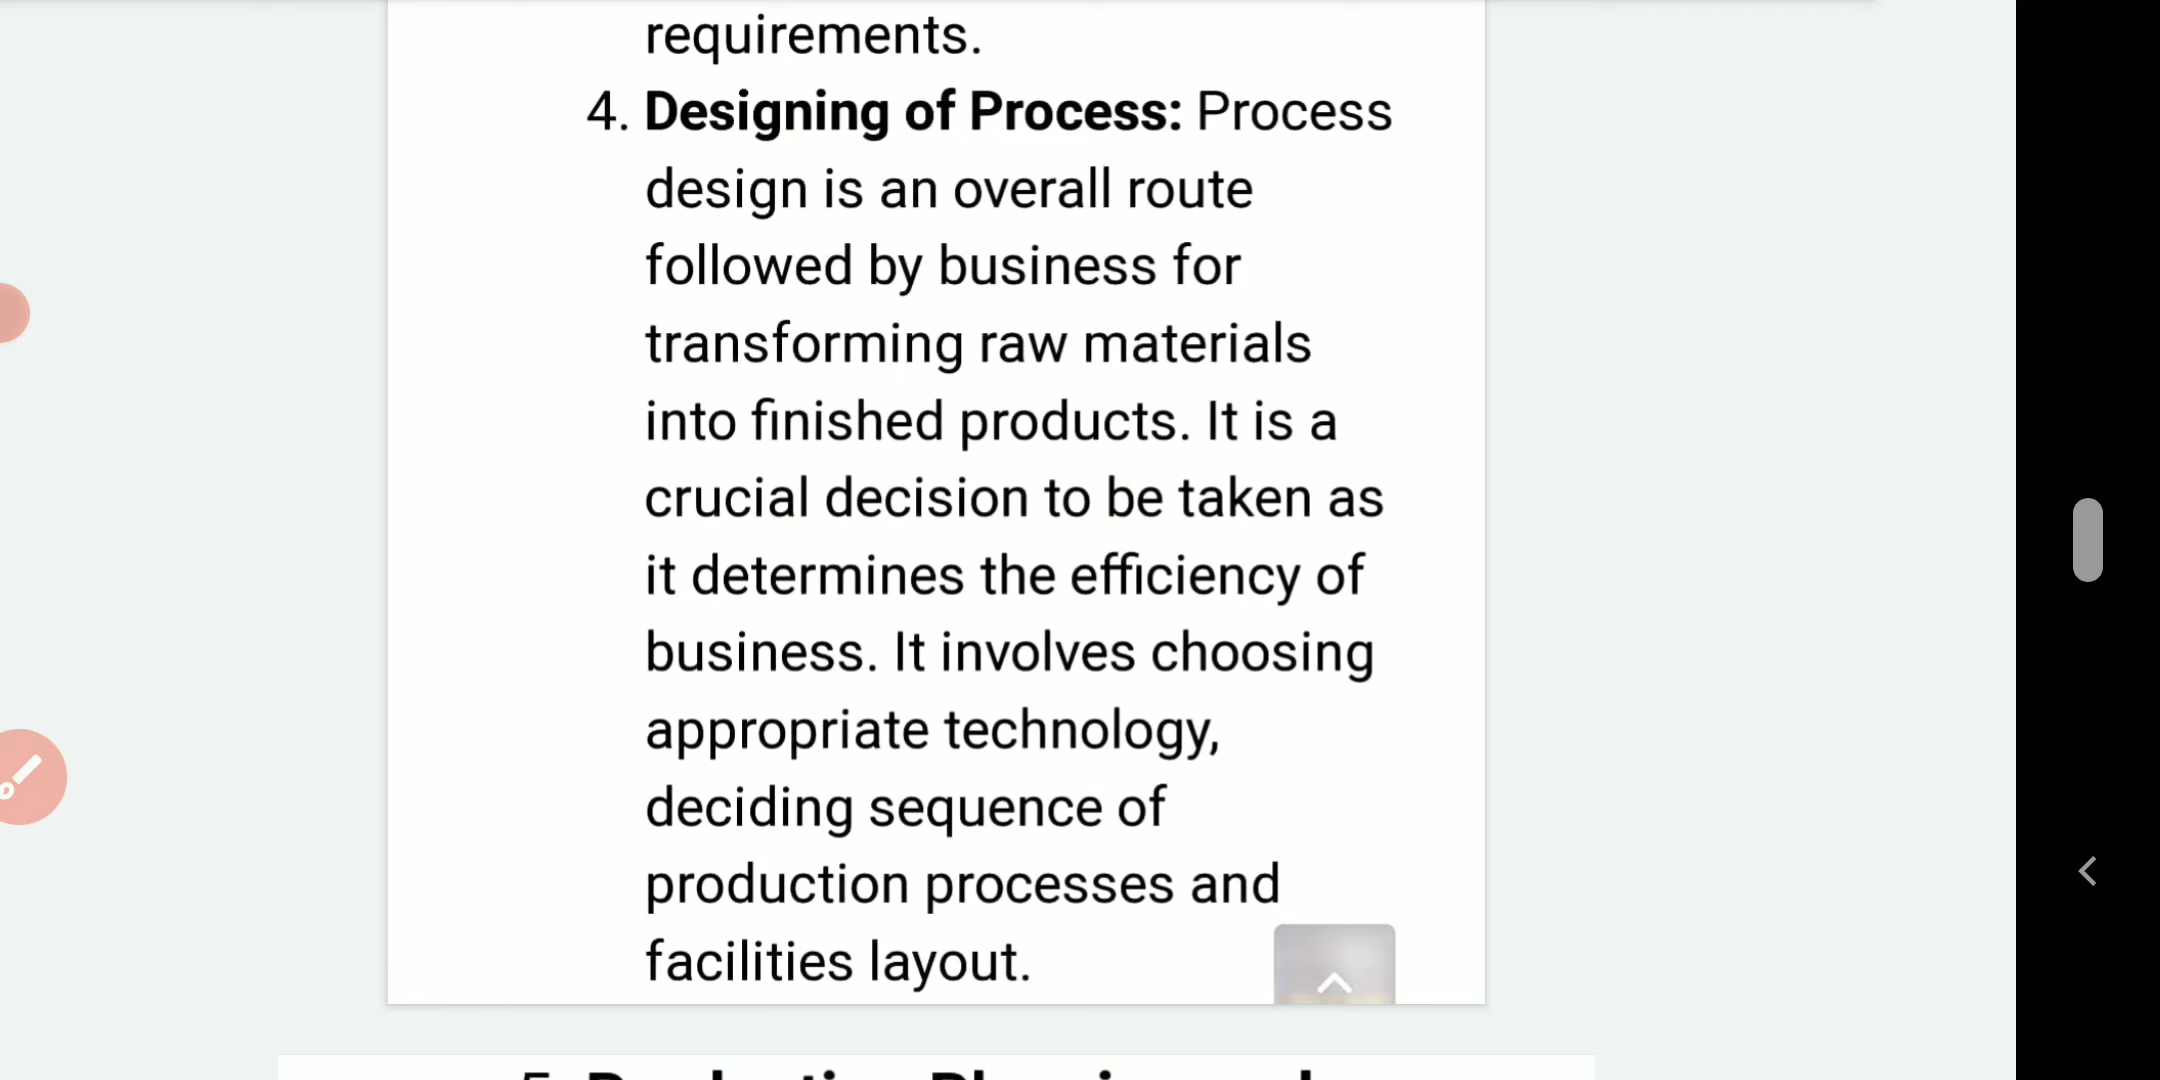 requirements.
4. Designing of Process: Process
design is an overall route
followed by business for
transforming raw materials
into finished products. It is a
crucial decision to be taken as
it determines the efficiency of
business. It involves choosing
appropriate technology,
deciding sequence of
production processes and
facilities layout.